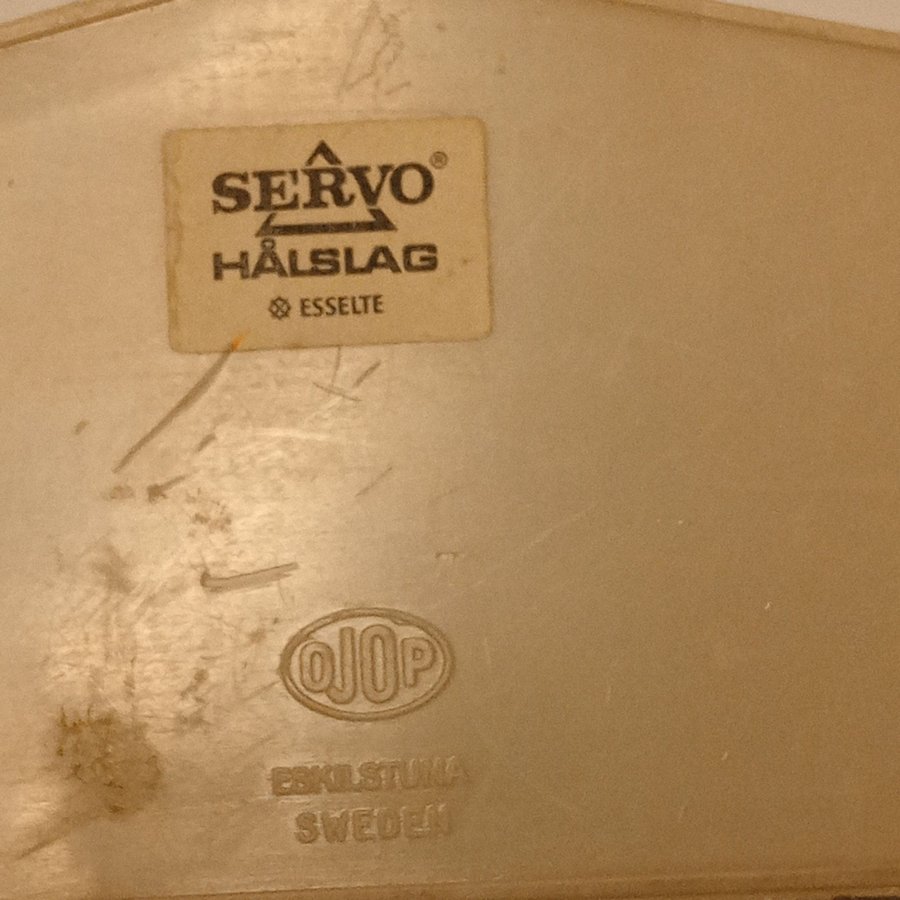 SERVO®
HÅLSLAG
ESSELTE
OJOP
ESKILSTUNA
SWEDEN